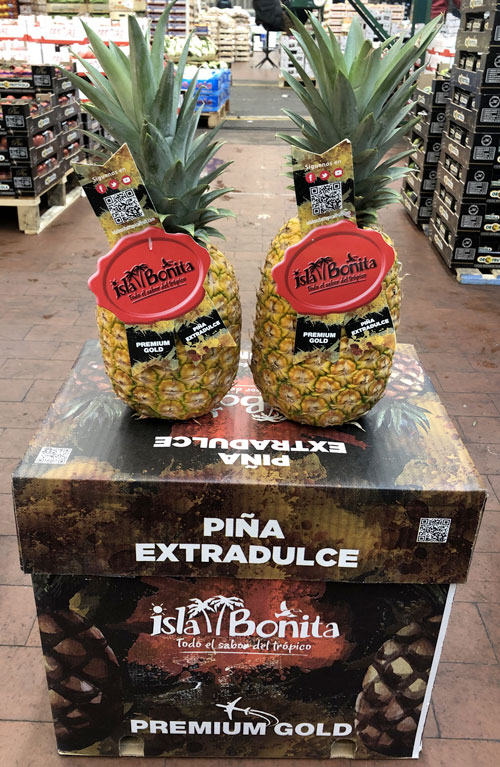 Síguenos en
isla Bonita
Todo el sabor del trópico
PREMIUM
GOLD
PIÑA
EXTRADULCE
Síguenos en
isla Bonita
Todo el sabor del trópico
PREMIUM
GOLD
PIÑA
EXTRADULCE
PIÑA
EXTRADULCE
PIÑA
EXTRADULCE
isla Bonita
Todo el sabor del trópico
PREMIUM GOLD